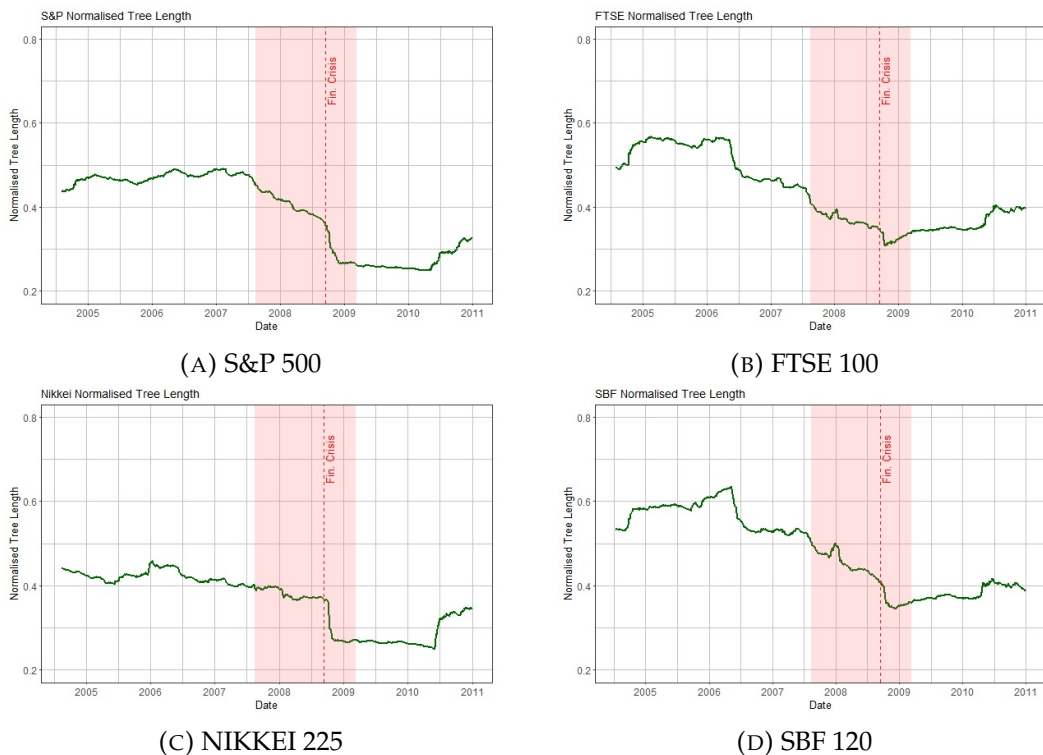 S&P Normalised Tree Length
0.8
0.6
0.4
0.2
Normalised Tree Length
Fin. Crisis
2005 2006 2007 2008 2009 2010 2011
Date
(A) S&P 500
FTSE Normalised Tree Length
0.8
0.6
0.4
0.2
Normalised Tree Length
Fin. Crisis
2005 2006 2007 2008 2009 2010 2011
Date
(B) FTSE 100
Nikkei Normalised Tree Length
0.8
0.6
0.4
0.2
Normalised Tree Length
Fin. Crisis
2005 2006 2007 2008 2009 2010 2011
Date
(C) NIKKEI 225
SBF Normalised Tree Length
0.8
0.6
0.4
0.2
Normalised Tree Length
Fin. Crisis
2005 2006 2007 2008 2009 2010 2011
Date
(D) SBF 120